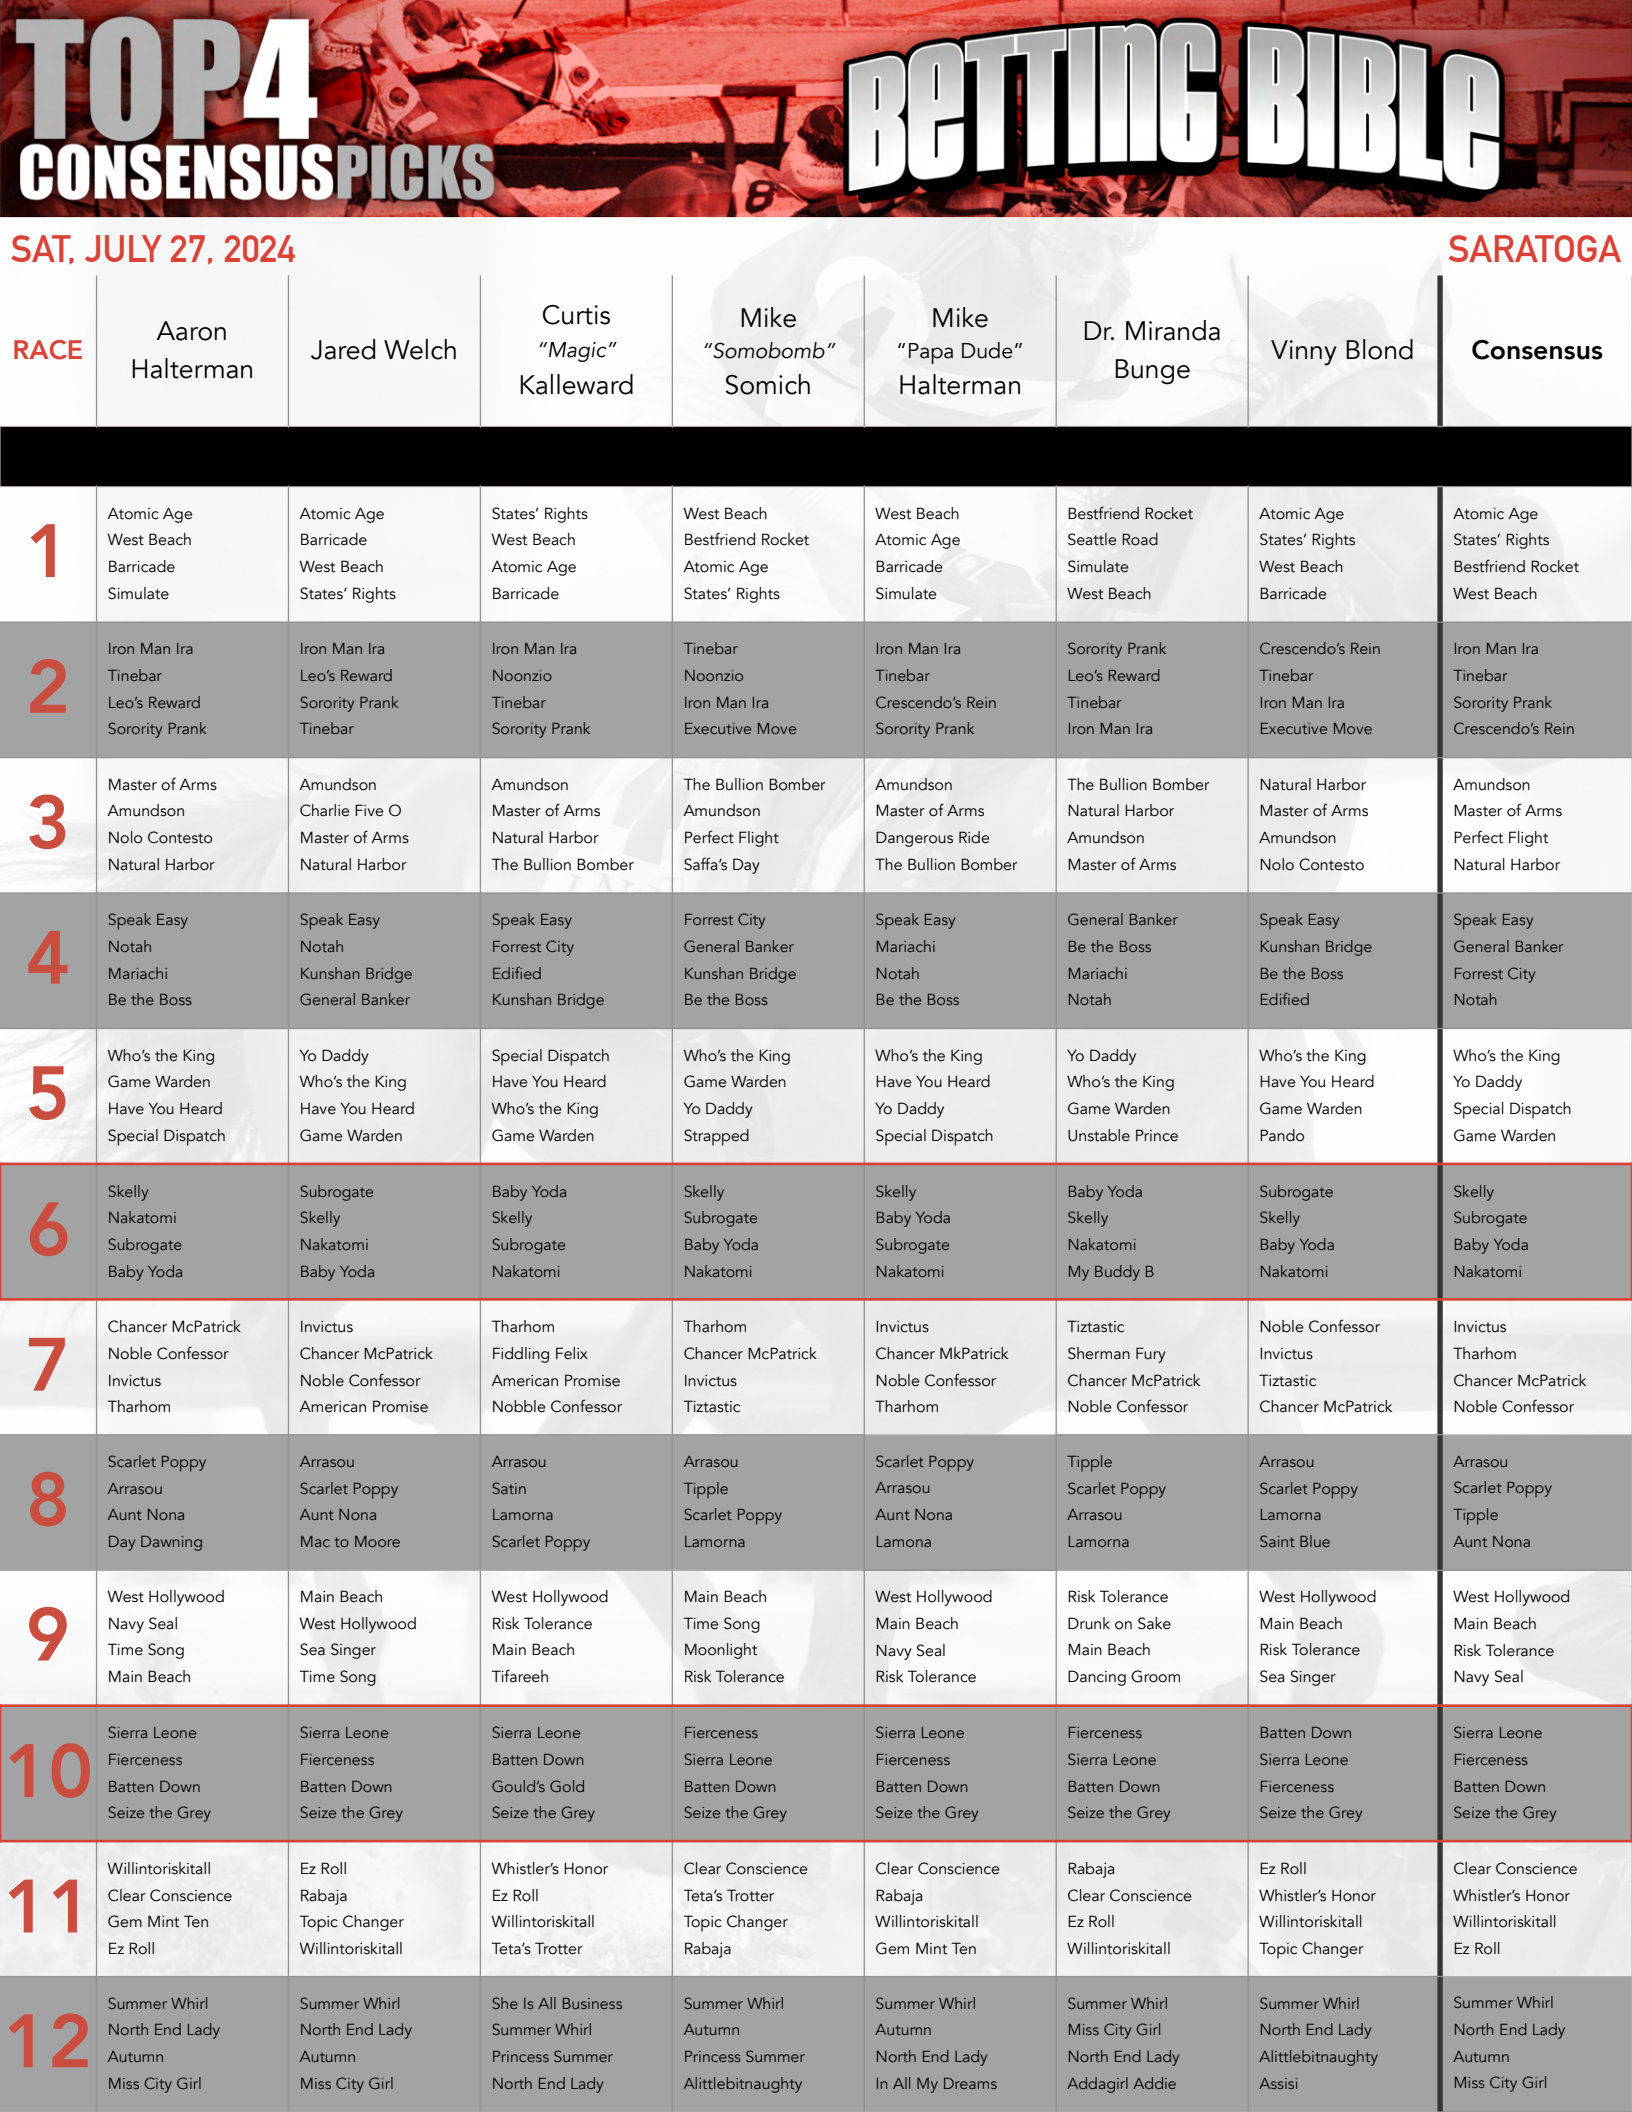 TOP4
CONSENSUSPICKS
BETTING BIBLE
8
SAT, JULY 27, 2024
SARATOGA
RACE
Aaron
Halterman
Jared Welch
Curtis
“Magic”
Kalleward
Mike
“Somobomb”
Somich
Mike
“Papa Dude”
Halterman
Dr. Miranda
Bunge
Vinny Blond
Consensus
1
Atomic Age
West Beach
Barricade
Simulate
Atomic Age
Barricade
West Beach
States’ Rights
States’ Rights
West Beach
Atomic Age
Barricade
West Beach
Bestfriend Rocket
Atomic Age
States’ Rights
West Beach
Atomic Age
Barricade
Simulate
Bestfriend Rocket
Seattle Road
Simulate
West Beach
Atomic Age
States’ Rights
West Beach
Barricade
Atomic Age
States’ Rights
Bestfriend Rocket
West Beach
2
Iron Man Ira
Tinebar
Leo’s Reward
Sorority Prank
Iron Man Ira
Leo’s Reward
Sorority Prank
Tinebar
Iron Man Ira
Noonzio
Tinebar
Sorority Prank
Tinebar
Noonzio
Iron Man Ira
Executive Move
Iron Man Ira
Tinebar
Crescendo’s Rein
Sorority Prank
Sorority Prank
Leo’s Reward
Tinebar
Iron Man Ira
Crescendo’s Rein
Tinebar
Iron Man Ira
Executive Move
Iron Man Ira
Tinebar
Sorority Prank
Crescendo’s Rein
3
Master of Arms
Amundson
Nolo Contesto
Natural Harbor
Amundson
Charlie Five O
Master of Arms
Natural Harbor
Amundson
Master of Arms
Natural Harbor
The Bullion Bomber
The Bullion Bomber
Amundson
Perfect Flight
Saffa’s Day
Amundson
Master of Arms
Dangerous Ride
The Bullion Bomber
The Bullion Bomber
Natural Harbor
Amundson
Master of Arms
Natural Harbor
Master of Arms
Amundson
Nolo Contesto
Amundson
Master of Arms
Perfect Flight
Natural Harbor
4
Speak Easy
Notah
Mariachi
Be the Boss
Speak Easy
Notah
Kunshan Bridge
General Banker
Speak Easy
Forrest City
Edified
Kunshan Bridge
Forrest City
General Banker
Kunshan Bridge
Be the Boss
Speak Easy
Mariachi
Notah
Be the Boss
General Banker
Be the Boss
Mariachi
Notah
Speak Easy
Kunshan Bridge
Be the Boss
Edified
Speak Easy
General Banker
Forrest City
Notah
5
Who’s the King
Game Warden
Have You Heard
Special Dispatch
Yo Daddy
Who’s the King
Have You Heard
Game Warden
Special Dispatch
Have You Heard
Who’s the King
Game Warden
Who’s the King
Game Warden
Yo Daddy
Strapped
Who’s the King
Have You Heard
Yo Daddy
Special Dispatch
Yo Daddy
Who’s the King
Game Warden
Unstable Prince
Who’s the King
Have You Heard
Game Warden
Pando
Who’s the King
Yo Daddy
Special Dispatch
Game Warden
6
Skelly
Nakatomi
Subrogate
Baby Yoda
Subrogate
Skelly
Nakatomi
Baby Yoda
Baby Yoda
Skelly
Subrogate
Nakatomi
Skelly
Subrogate
Baby Yoda
Nakatomi
Skelly
Baby Yoda
Subrogate
Nakatomi
Baby Yoda
Skelly
Nakatomi
My Buddy B
Subrogate
Skelly
Baby Yoda
Nakatomi
Skelly
Subrogate
Baby Yoda
Nakatomi
7
Chancer McPatrick
Noble Confessor
Invictus
Tharhom
Invictus
Chancer McPatrick
Noble Confessor
American Promise
Tharhom
Fiddling Felix
American Promise
Nobble Confessor
Tharhom
Chancer McPatrick
Invictus
Tiztastic
Invictus
Chancer MkPatrick
Noble Confessor
Tharhom
Tiztastic
Sherman Fury
Chancer McPatrick
Noble Confessor
Noble Confessor
Invictus
Tiztastic
Chancer McPatrick
Invictus
Tharhom
Chancer McPatrick
Noble Confessor
8
Scarlet Poppy
Arrasou
Aunt Nona
Day Dawning
Arrasou
Scarlet Poppy
Aunt Nona
Mac to Moore
Arrasou
Satin
Lamorna
Scarlet Poppy
Arrasou
Tipple
Scarlet Poppy
Lamorna
Scarlet Poppy
Arrasou
Aunt Nona
Lamona
Tipple
Scarlet Poppy
Arrasou
Lamorna
Arrasou
Scarlet Poppy
Lamorna
Saint Blue
Arrasou
Scarlet Poppy
Tipple
Aunt Nona
9
West Hollywood
Navy Seal
Time Song
Main Beach
Main Beach
West Hollywood
Sea Singer
Time Song
West Hollywood
Risk Tolerance
Main Beach
Tifareeh
Main Beach
Time Song
Moonlight
Risk Tolerance
West Hollywood
Main Beach
Navy Seal
Risk Tolerance
Risk Tolerance
Drunk on Sake
Main Beach
Dancing Groom
West Hollywood
Main Beach
Risk Tolerance
Sea Singer
West Hollywood
Main Beach
Risk Tolerance
Navy Seal
10
Sierra Leone
Fierceness
Batten Down
Seize the Grey
Sierra Leone
Fierceness
Batten Down
Seize the Grey
Sierra Leone
Batten Down
Gould’s Gold
Seize the Grey
Fierceness
Sierra Leone
Batten Down
Seize the Grey
Sierra Leone
Fierceness
Batten Down
Seize the Grey
Fierceness
Sierra Leone
Batten Down
Seize the Grey
Batten Down
Sierra Leone
Fierceness
Seize the Grey
Sierra Leone
Fierceness
Batten Down
Seize the Grey
11
Willintoriskitall
Clear Conscience
Gem Mint Ten
Ez Roll
Ez Roll
Rabaja
Topic Changer
Willintoriskitall
Whistler’s Honor
Ez Roll
Willintoriskitall
Teta’s Trotter
Clear Conscience
Teta’s Trotter
Topic Changer
Rabaja
Clear Conscience
Rabaja
Willintoriskitall
Gem Mint Ten
Rabaja
Clear Conscience
Ez Roll
Willintoriskitall
Ez Roll
Whistler’s Honor
Willintoriskitall
Topic Changer
Clear Conscience
Whistler’s Honor
Willintoriskitall
Ez Roll
12
Summer Whirl
North End Lady
Autumn
Miss City Girl
Summer Whirl
North End Lady
Autumn
Miss City Girl
She Is All Business
Summer Whirl
Princess Summer
North End Lady
Summer Whirl
Autumn
Princess Summer
Alittlebitnaughty
Summer Whirl
Autumn
North End Lady
In All My Dreams
Summer Whirl
Miss City Girl
North End Lady
Addagirl Addie
Summer Whirl
North End Lady
Alittlebitnaughty
Assisi
Summer Whirl
North End Lady
Autumn
Miss City Girl